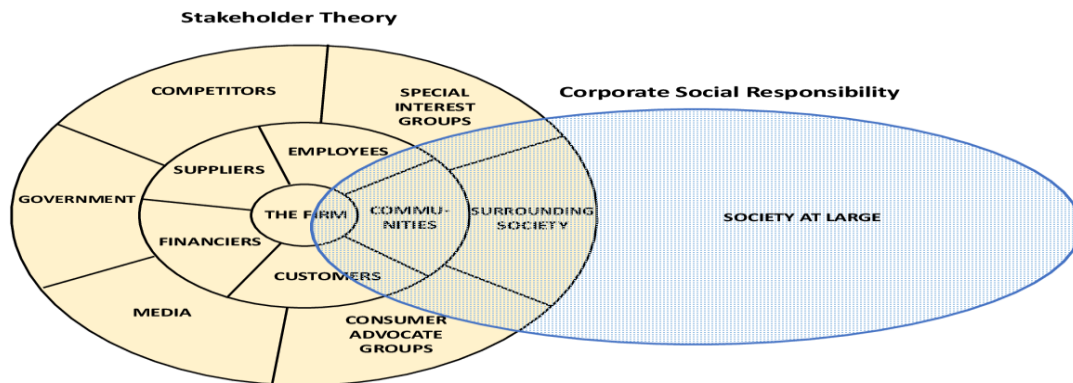 Stakeholder Theory
Corporate Social Responsibility
COMPETITORS
SPECIAL
INTEREST
GROUPS
EMPLOYEES
SUPPLIERS
GOVERNMENT
THE FIRM
COMMU-
NITIES
SURROUNDING
SOCIETY
SOCIETY AT LARGE
FINANCIERS
CUSTOMERS
MEDIA
CONSUMER
ADVOCATE
GROUPS